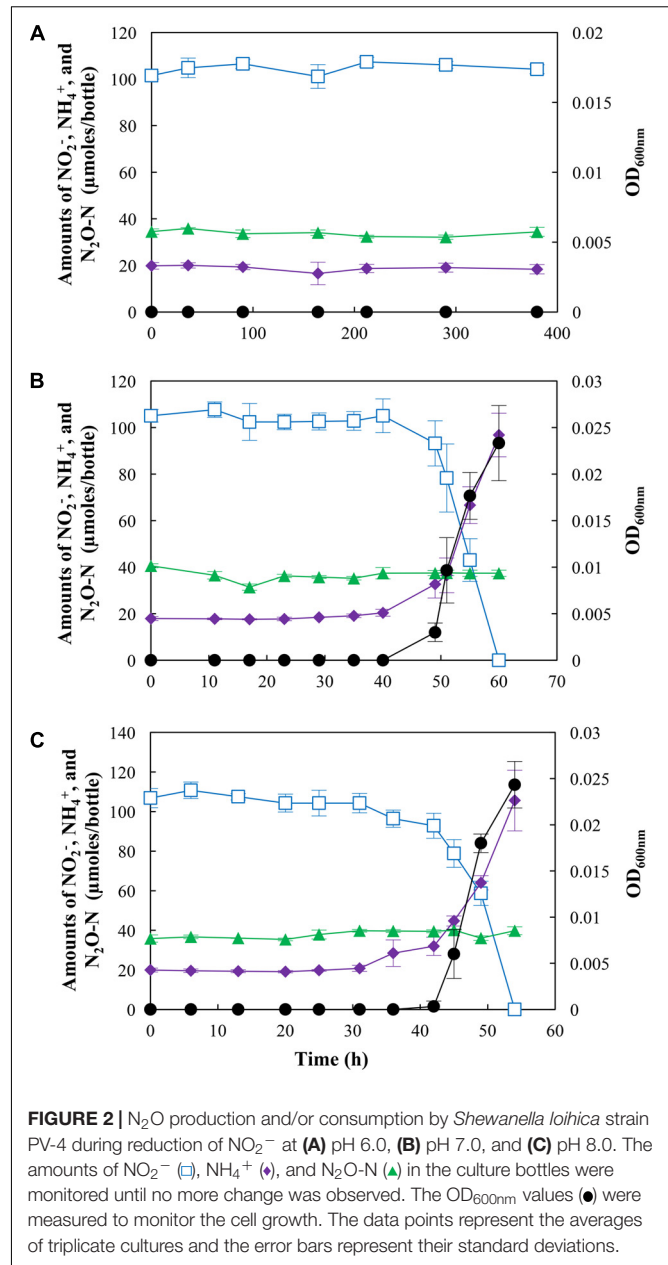 A
Amounts of NO₂⁻, NH₄⁺, and
N₂O-N (µmoles/bottle)
120
100
80
60
40
20
0
0.02
0.015
0.01
0.005
0
OD600nm
0 100 200 300 400
B
Amounts of NO₂⁻, NH₄⁺, and
N₂O-N (µmoles/bottle)
120
100
80
60
40
20
0
0.03
0.025
0.02
0.015
0.01
0.005
0
OD600nm
0 10 20 30 40 50 60 70
C
Amounts of NO₂⁻, NH₄⁺, and
N₂O-N (µmoles/bottle)
140
120
100
80
60
40
20
0
0.03
0.025
0.02
0.015
0.01
0.005
0
OD600nm
0 10 20 30 40 50 60
Time (h)
FIGURE 2 | N₂O production and/or consumption by Shewanella loihica strain
PV-4 during reduction of NO₂⁻ at (A) pH 6.0, (B) pH 7.0, and (C) pH 8.0. The
amounts of NO₂⁻ (□), NH₄⁺ (♦), and N₂O-N (▲) in the culture bottles were
monitored until no more change was observed. The OD600nm values (●) were
measured to monitor the cell growth. The data points represent the averages
of triplicate cultures and the error bars represent their standard deviations.